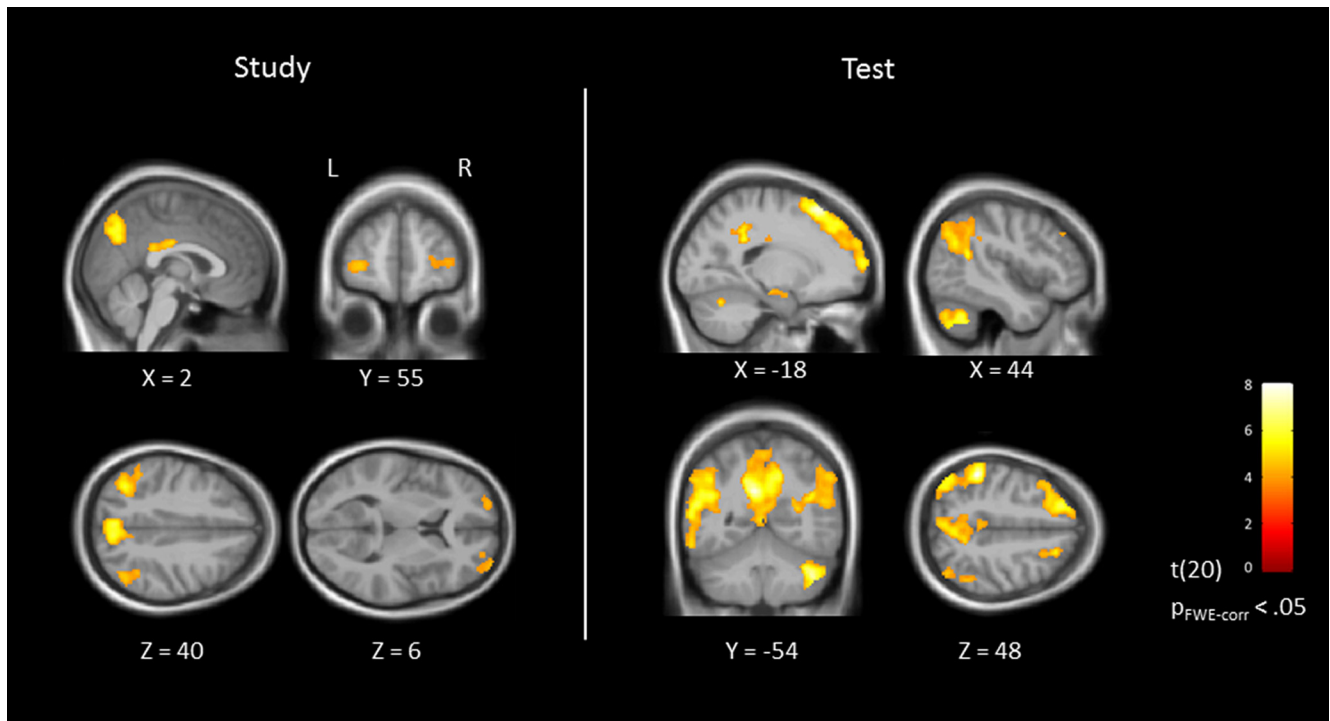 Study
Test
L
R
X = 2
Y = 55
X = -18
X = 44
Z = 40
Z = 6
Y = -54
Z = 48
8
6
4
2
0
t(20)
pFWE-corr < .05